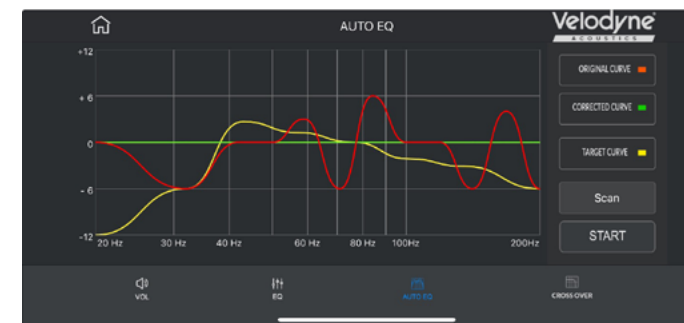 AUTO EQ
Velodyne
ACOUSTICS
+12
+ 6
0
- 6
-12
20 Hz
30 Hz
40 Hz
60 Hz
80 Hz
100Hz
200Hz
ORIGINAL CURVE
CORRECTED CURVE
TARGET CURVE
Scan
START
VOL
EQ
AUTO EQ
CROSS OVER